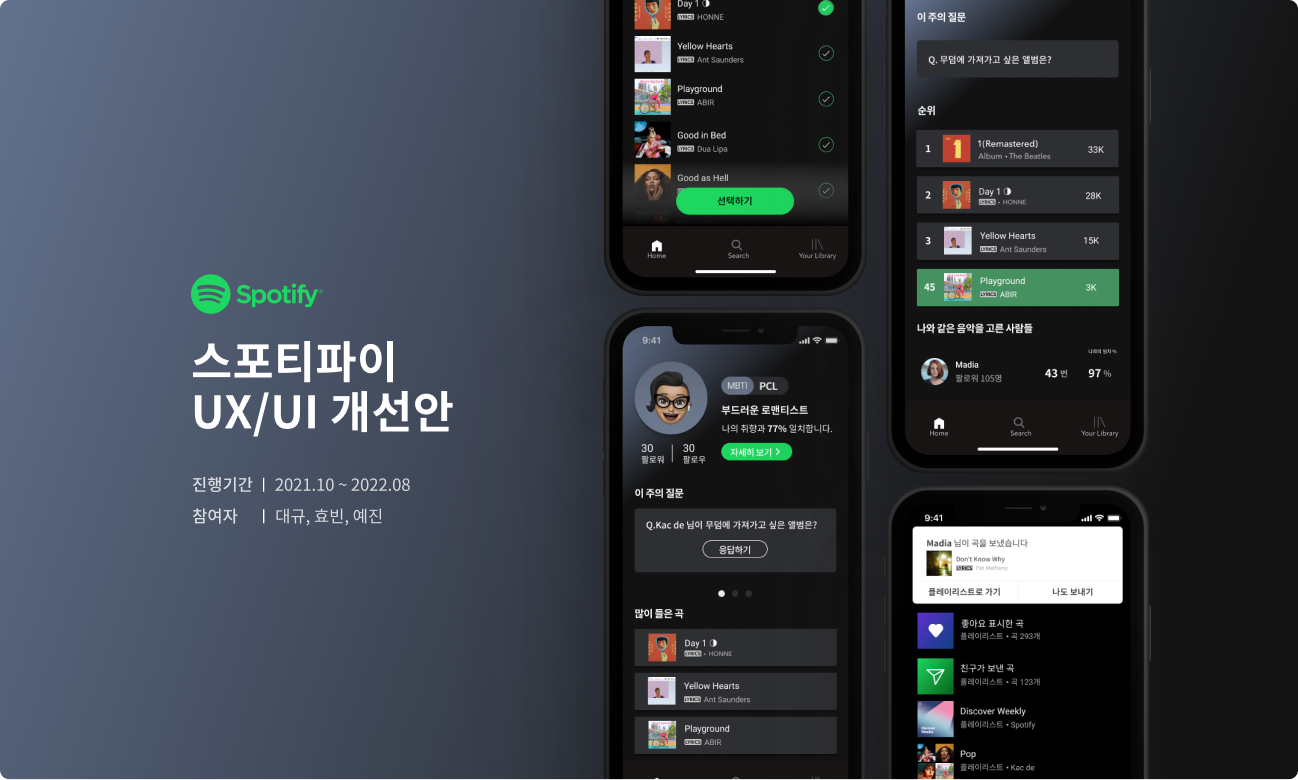 Spotify
스포티파이
UX/UI 개선안
진행기간 | 2021.10 ~ 2022.08
참여자 | 대규, 효빈, 예진
Day 1
LYRICS HONNE
Yellow Hearts
LYRICS Ant Saunders
Playground
LYRICS ABIR
Good in Bed
LYRICS Dua Lipa
Good as Hell
선택하기
Home Search Your Library
9:41
MBTI PCL
부드러운 로맨티스트
나의 취향과 77% 일치합니다.
30 30
팔로워 팔로우
자세히 보기
이 주의 질문
Q.Kac de 님이 무덤에 가져가고 싶은 앨범은?
응답하기
많이 들은 곡
Day 1
LYRICS • HONNE
Yellow Hearts
LYRICS Ant Saunders
Playground
LYRICS ABIR
이 주의 질문
Q. 무덤에 가져가고 싶은 앨범은?
순위
1 1(Remastered) 33K
Album • The Beatles
2 Day 1 28K
LYRICS • HONNE
3 Yellow Hearts 15K
LYRICS Ant Saunders
45 Playground 3K
LYRICS ABIR
나와 같은 음악을 고른 사람들
나와의 일치 %
Madia
팔로워 105명 43 번 97 %
Home Search Your Library
9:41
Madia 님이 곡을 보냈습니다
Don't Know Why
LYRICS Pat Metheny
플레이리스트로 가기 나도 보내기
좋아요 표시한 곡
플레이리스트 • 곡 293개
친구가 보낸 곡
플레이리스트 • 곡 123개
Discover Weekly
플레이리스트 • Spotify
Pop
플레이리스트 • Kac de